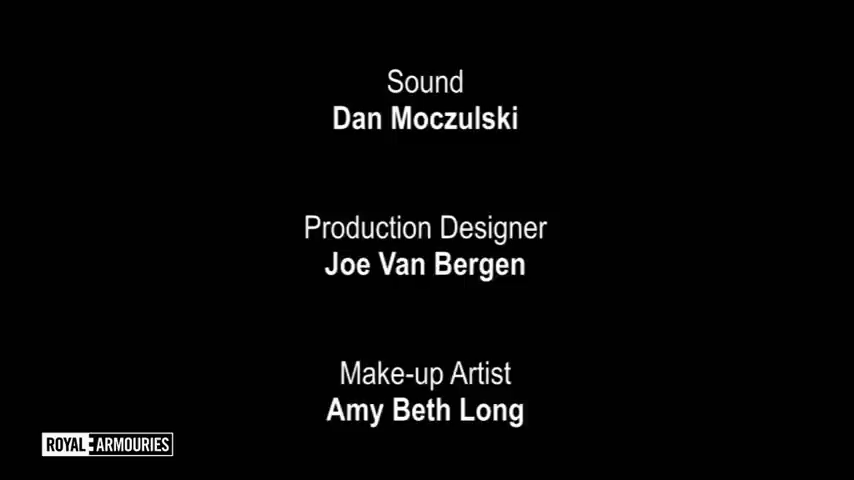 Sound
Dan Moczulski
Production Designer
Joe Van Bergen
Make-up Artist
Amy Beth Long
ROYAL ARMOURIES